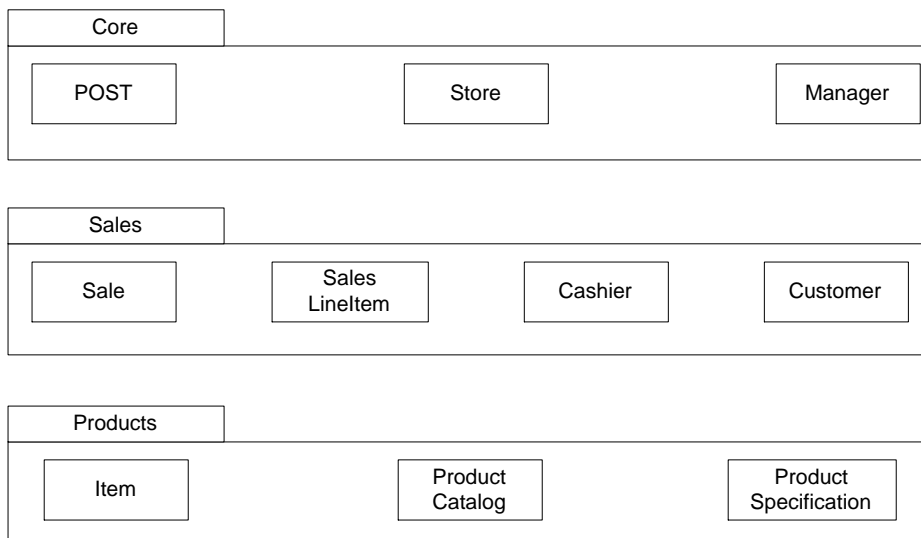 Core
POST
Store
Manager
Sales
Sale
Sales
LineItem
Cashier
Customer
Products
Item
Product
Catalog
Product
Specification